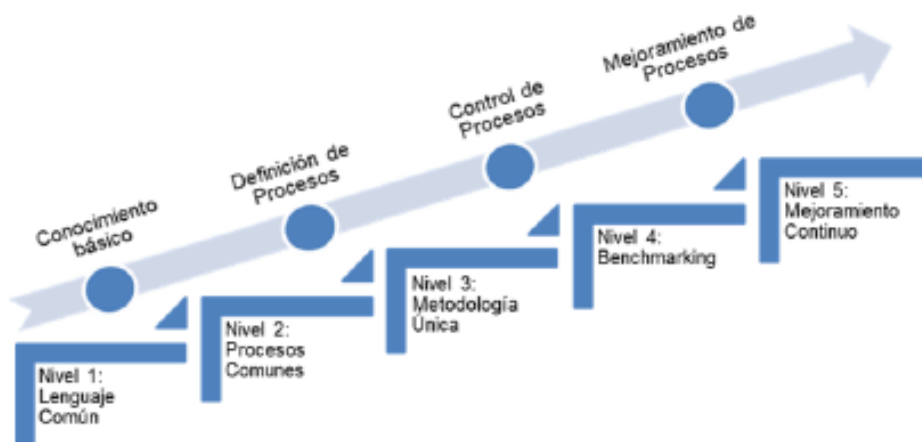 Conocimiento
básico
Definición de
Procesos
Control de
Procesos
Mejoramiento de
Procesos
Nivel 1:
Lenguaje
Común
Nivel 2:
Procesos
Comunes
Nivel 3:
Metodología
Única
Nivel 4:
Benchmarking
Nivel 5:
Mejoramiento
Continuo